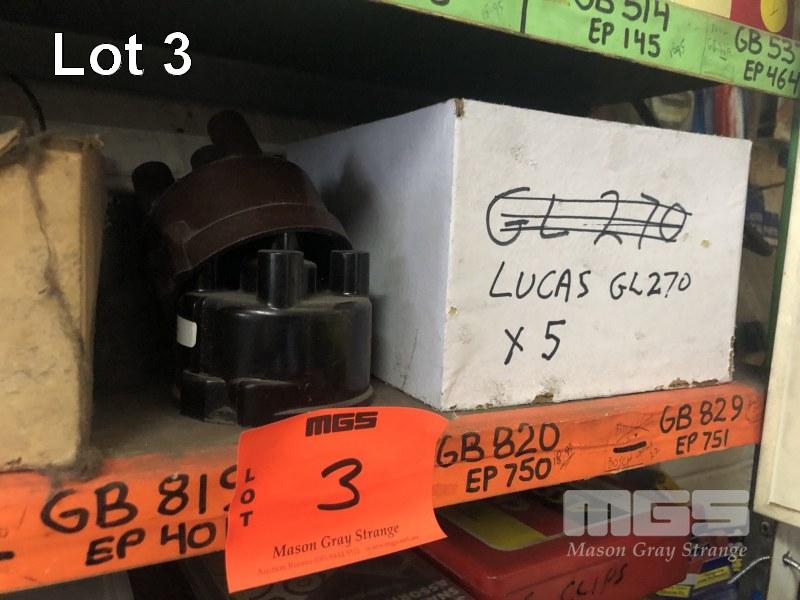 Lot 3
GB 514
EP 145
GB 53
EP 464
GL 270
LUCAS GL270
X 5
GB 829
EP 751
GB 820
EP 750
GB 819
EP 40
MGS
LOT
3
Mason Gray Strange
MGS
Mason Gray Strange
CLIPS